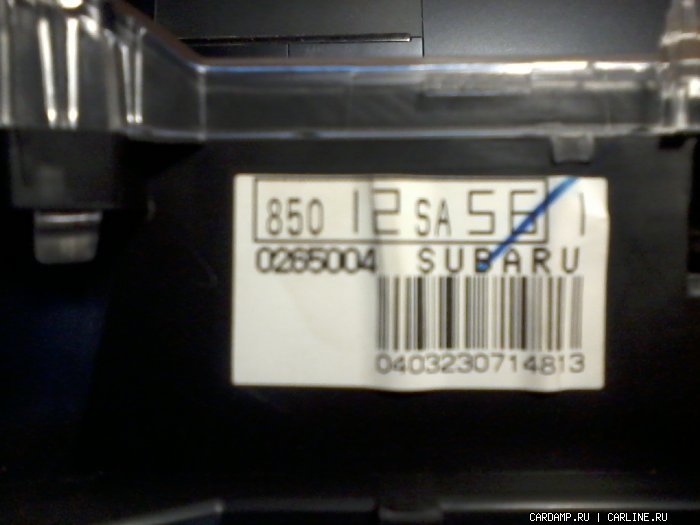 850 12 SA 56 1
0265004 SUBARU
0403230714813
CARDAMP.RU | CARLINE.RU